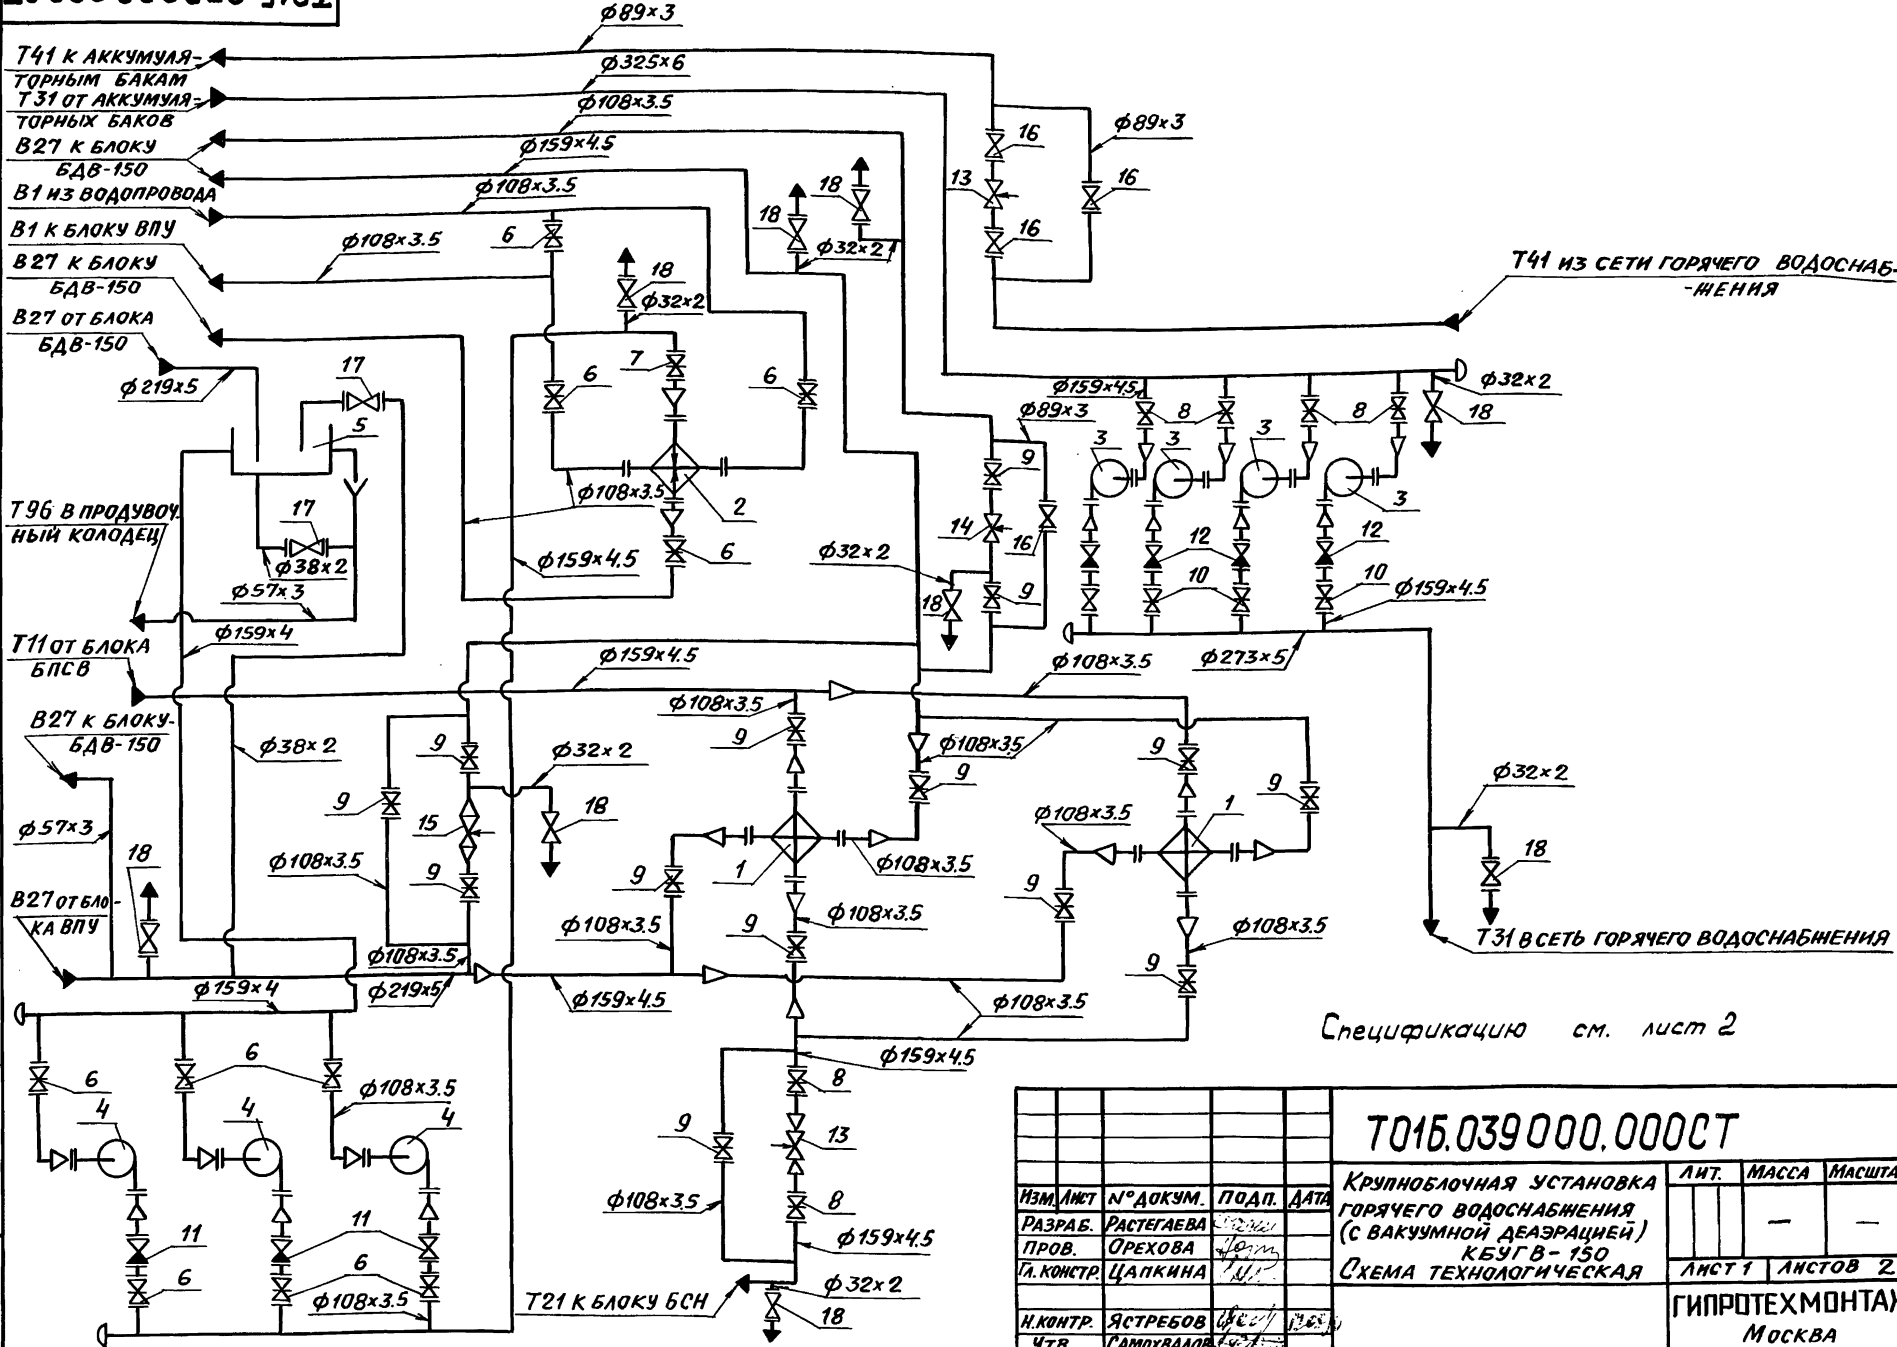 Т41 К АККУМУЛЯ-
ТОРНЫМ БАКАМ
Т31 ОТ АККУМУЛЯ-
ТОРНЫХ БАКОВ
В27 К БЛОКУ
БДВ-150
В1 ИЗ ВОДОПРОВОДА
В1 К БЛОКУ ВПУ
В27 К БЛОКУ
БДВ-150
В27 ОТ БЛОКА
БДВ-150
ф219×5
Т96 В ПРОДУВОЧ
НЫЙ КОЛОДЕЦ
Т11 ОТ БЛОКА
БПСВ
В27 К БЛОКУ-
БДВ-150
ф57×3
В27 ОТ БЛО-
КА ВПУ
ф89×3
ф325×6
ф108×3.5
ф159×4.5
ф108×3.5
ф108×3.5
6
18
18
ф32×2
18
ф32×2
16
13
16
16
ф89×3
Т41 ИЗ СЕТИ ГОРЯЧЕГО ВОДОСНАБ-
-ЖЕНИЯ
17
5
17
ф38×2
ф57×3
ф159×4
6
7
6
ф108×3.5
2
6
ф159×4.5
ф89×3
9
14
16
ф32×2
18
9
ф159×4.5
8
8
ф32×2
18
3
3
3
3
12
12
10
10
ф159×4.5
ф273×5
ф159×4.5
ф108×3.5
ф108×3.5
9
ф38×2
9
ф32×2
9
15
18
ф108×3.5
9
18
ф108×3.5
9
ф108×3.5
9
ф108×3.5
9
1
ф108×3.5
9
1
ф108×3.5
9
ф108×3.5
9
ф108×3.5
9
ф108×3.5
ф32×2
18
Т31 В СЕТЬ ГОРЯЧЕГО ВОДОСНАБЖЕНИЯ
ф159×4
ф219×5
ф159×4.5
ф108×3.5
6
6
ф108×3.5
4
4
4
11
11
6
6
ф108×3.5
ф159×4.5
8
9
13
ф108×3.5
8
ф159×4.5
Т21 К БЛОКУ БСН
ф32×2
18
Спецификацию см. лист 2
Т01Б.039000.000СТ
КРУПНОБЛОЧНАЯ УСТАНОВКА
ГОРЯЧЕГО ВОДОСНАБЖЕНИЯ
(С ВАКУУМНОЙ ДЕАЭРАЦИЕЙ)
КБУГВ-150
СХЕМА ТЕХНОЛОГИЧЕСКАЯ
ЛИТ. МАССА МАСШТА
— —
ЛИСТ 1 ЛИСТОВ 2
ГИПРОТЕХМОНТАЖ
МОСКВА
ИЗМ. ЛИСТ № ДОКУМ. ПОДП. ДАТА
РАЗРАБ. РАСТЕГАЕВА
ПРОВ. ОРЕХОВА
ГЛ. КОНСТР. ЦАПКИНА
Н.КОНТР. ЯСТРЕБОВ
УТВ. САМОХВАЛОВ